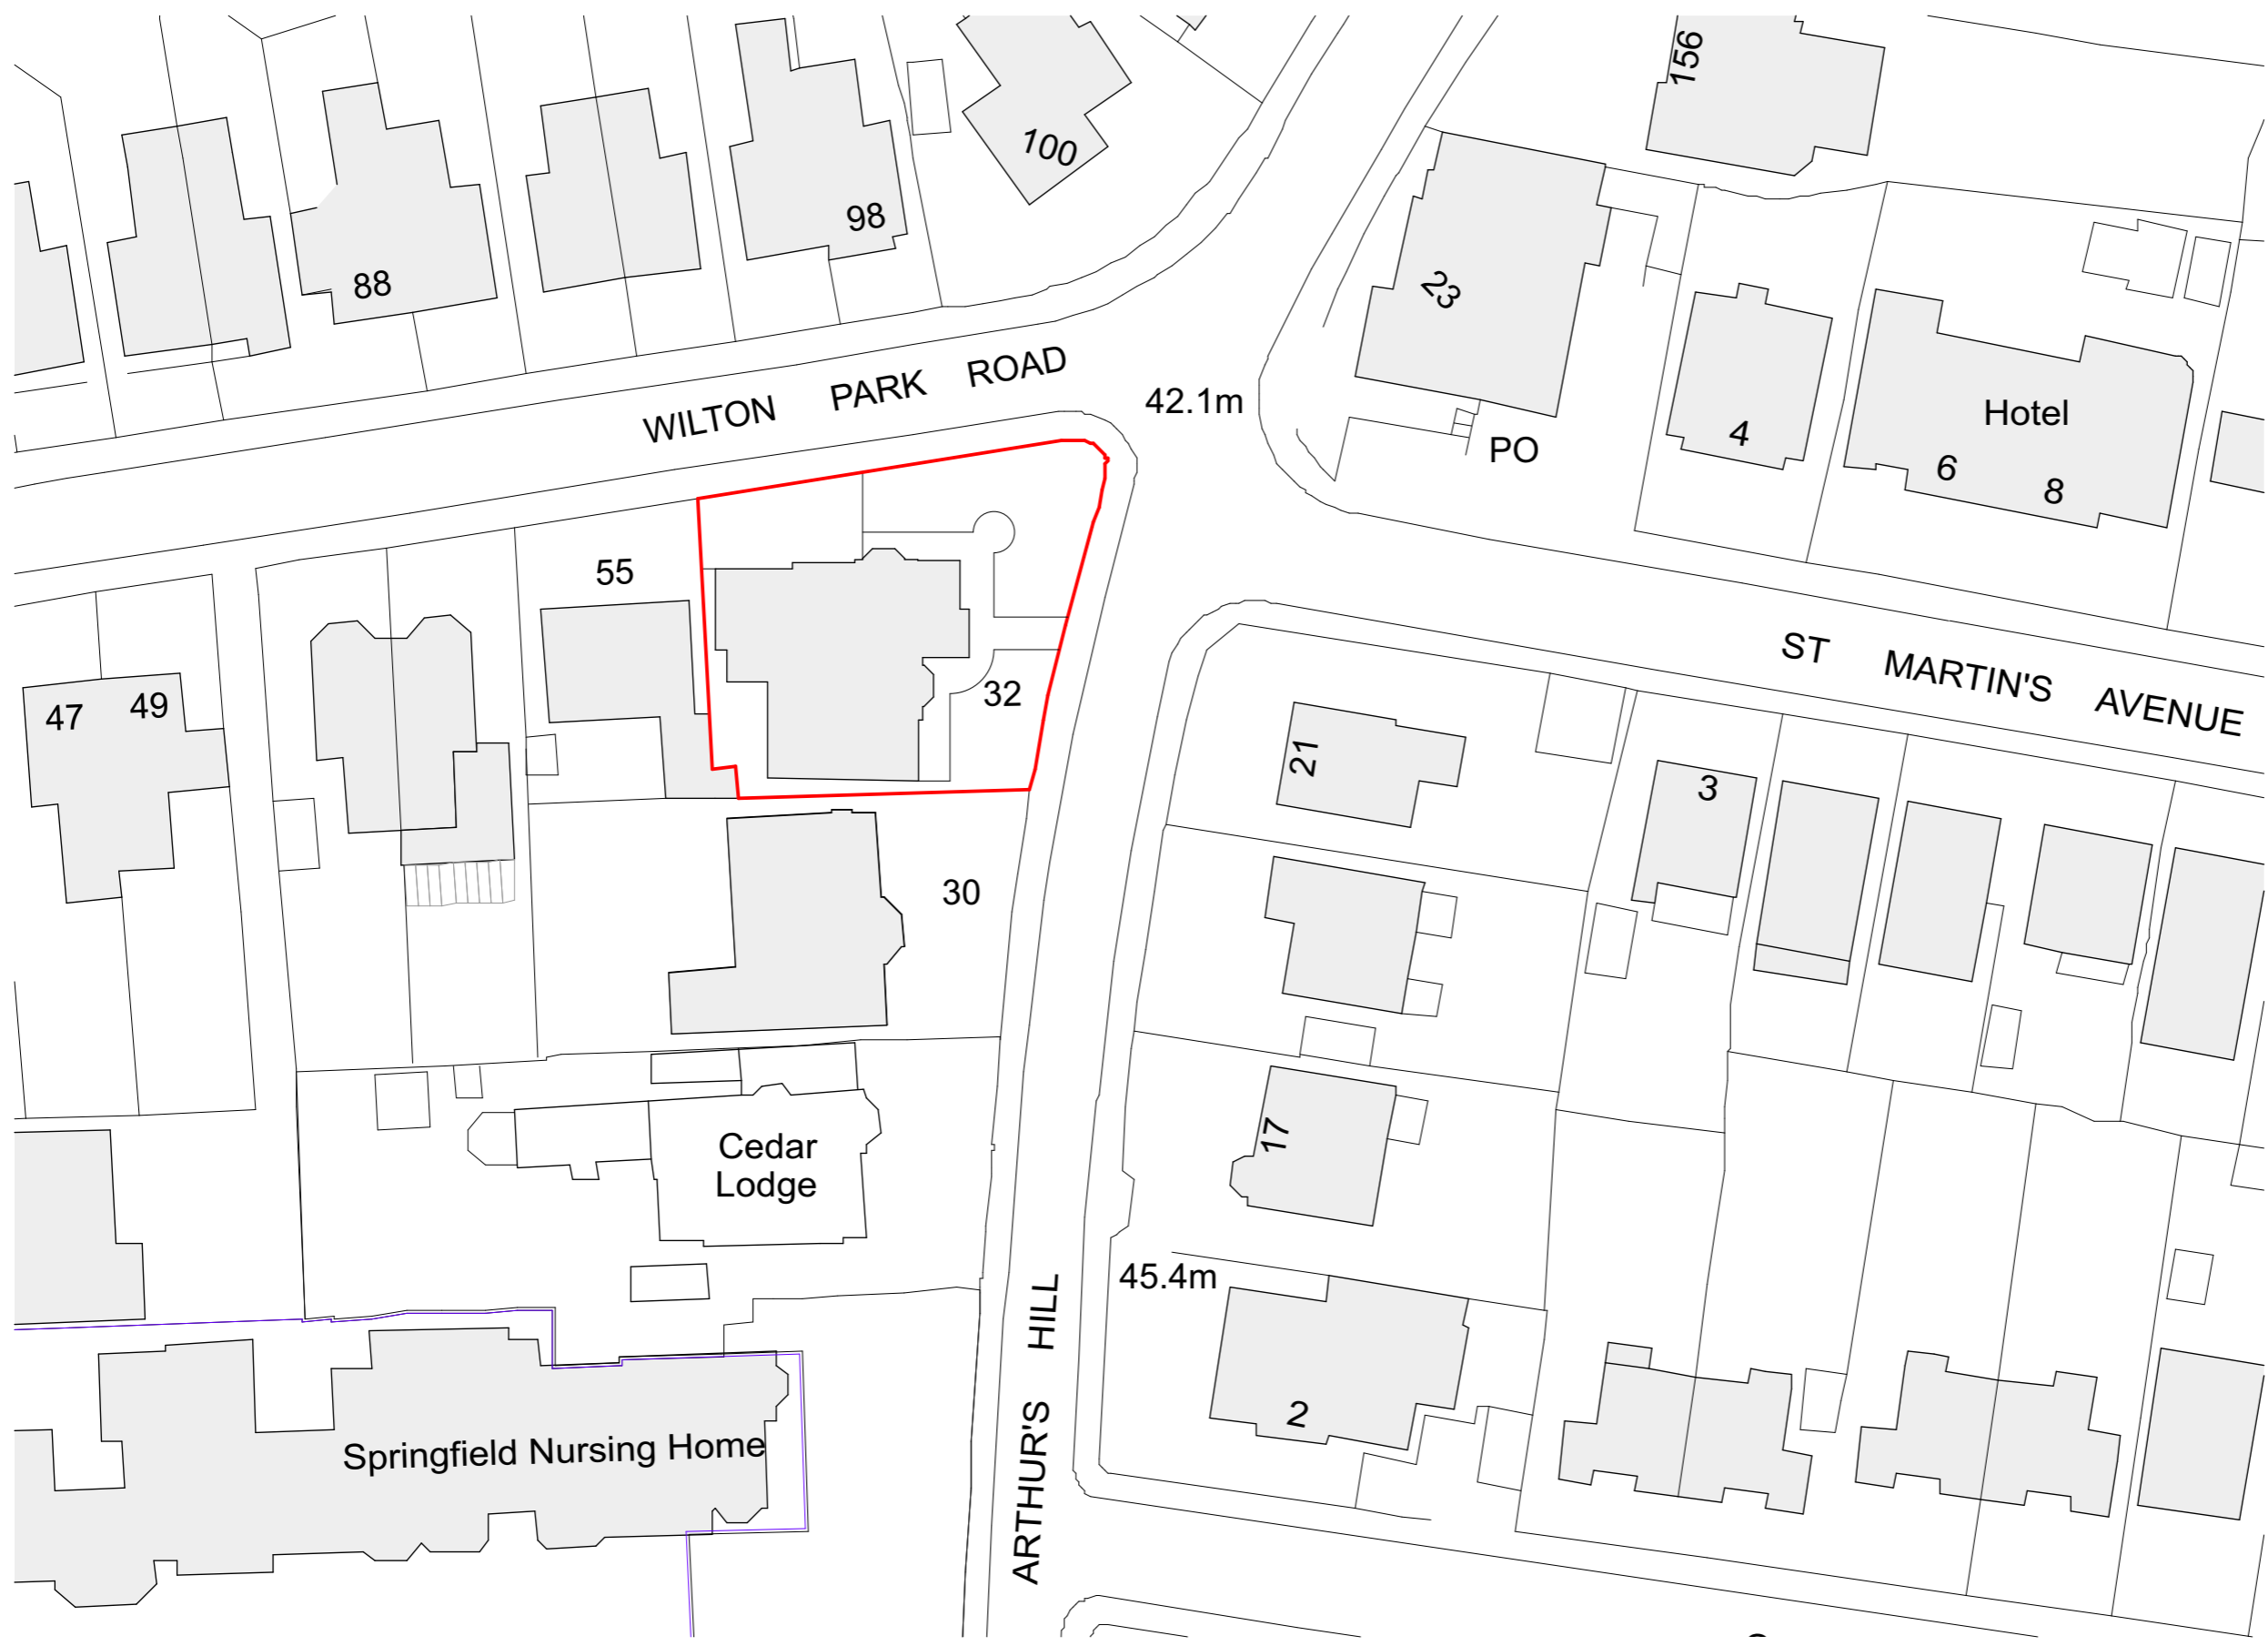 156
100
98
88
23
WILTON PARK ROAD
42.1m
PO
4
Hotel
6
8
55
32
ST MARTIN'S AVENUE
47
49
21
3
30
17
Cedar
Lodge
45.4m
ARTHUR'S HILL
2
Springfield Nursing Home